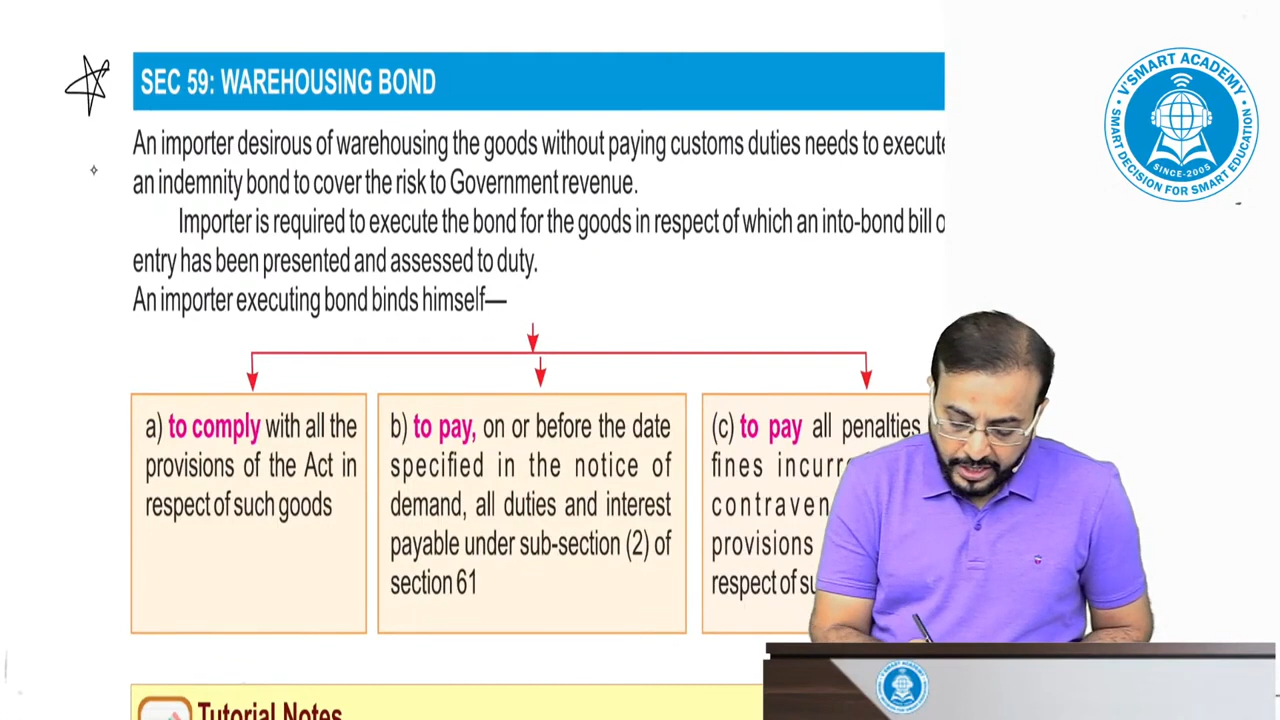 SEC 59: WAREHOUSING BOND
An importer desirous of warehousing the goods without paying customs duties needs to execute
an indemnity bond to cover the risk to Government revenue.
Importer is required to execute the bond for the goods in respect of which an into-bond bill
entry has been presented and assessed to duty.
An importer executing bond binds himself—
a) to comply with all the
provisions of the Act in
respect of such goods
b) to pay, on or before the date
specified in the notice of
demand, all duties and interest
payable under sub-section (2) of
section 61
(c) to pay all penalties
fines
provisions
respect of
Tutorial Notes
V'SMART ACADEMY
SINCE-2005
SMART DECISION FOR SMART EDUCATION